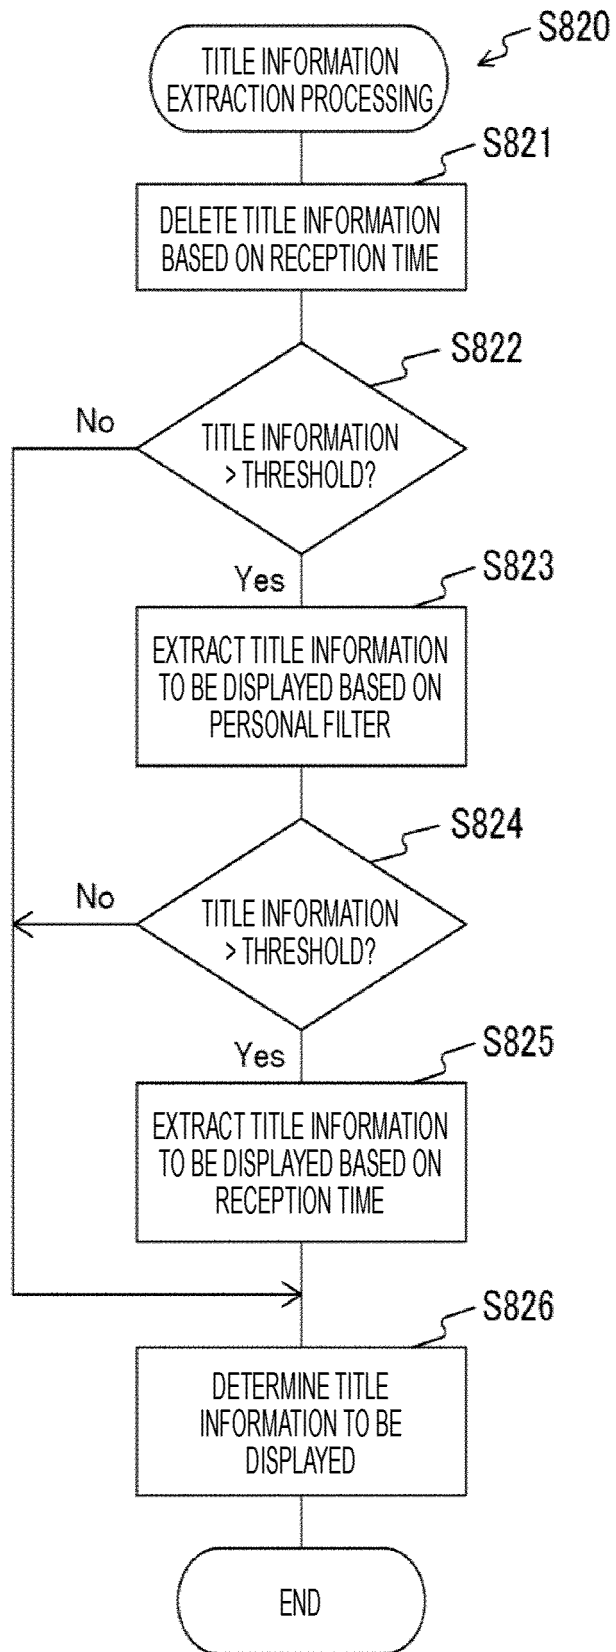 S820
TITLE INFORMATION
EXTRACTION PROCESSING
S821
DELETE TITLE INFORMATION
BASED ON RECEPTION TIME
S822
No
TITLE INFORMATION
> THRESHOLD?
Yes
S823
EXTRACT TITLE INFORMATION
TO BE DISPLAYED BASED ON
PERSONAL FILTER
S824
No
TITLE INFORMATION
> THRESHOLD?
Yes
S825
EXTRACT TITLE INFORMATION
TO BE DISPLAYED BASED ON
RECEPTION TIME
S826
DETERMINE TITLE
INFORMATION TO BE
DISPLAYED
END